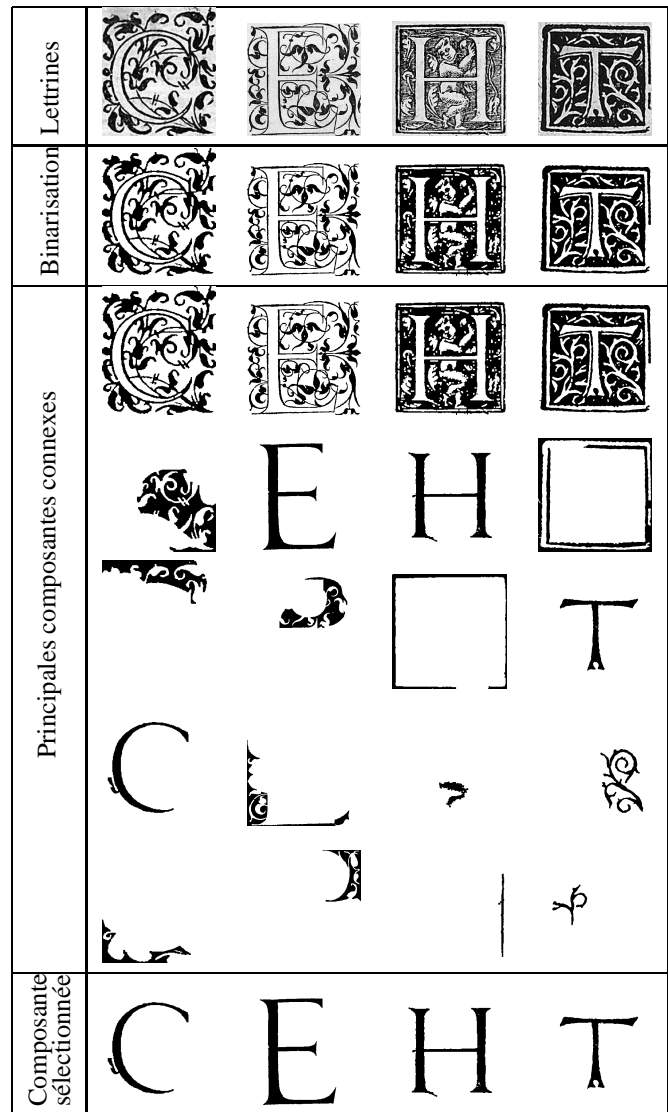 Lettrines
C E H T
Binarisation
C E H T
Principales composantes connexes
C E H T
E H
T
C
Composante
sélectionnée
C E H T